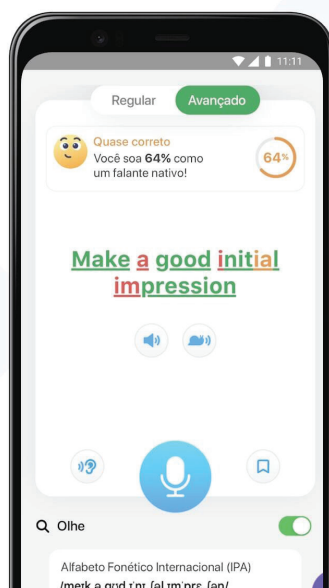 11:11
Regular Avançado
Quase correto
Você soa 64% como
um falante nativo!
64%
Make a good initial
impression
Olhe
Alfabeto Fonético Internacional (IPA)